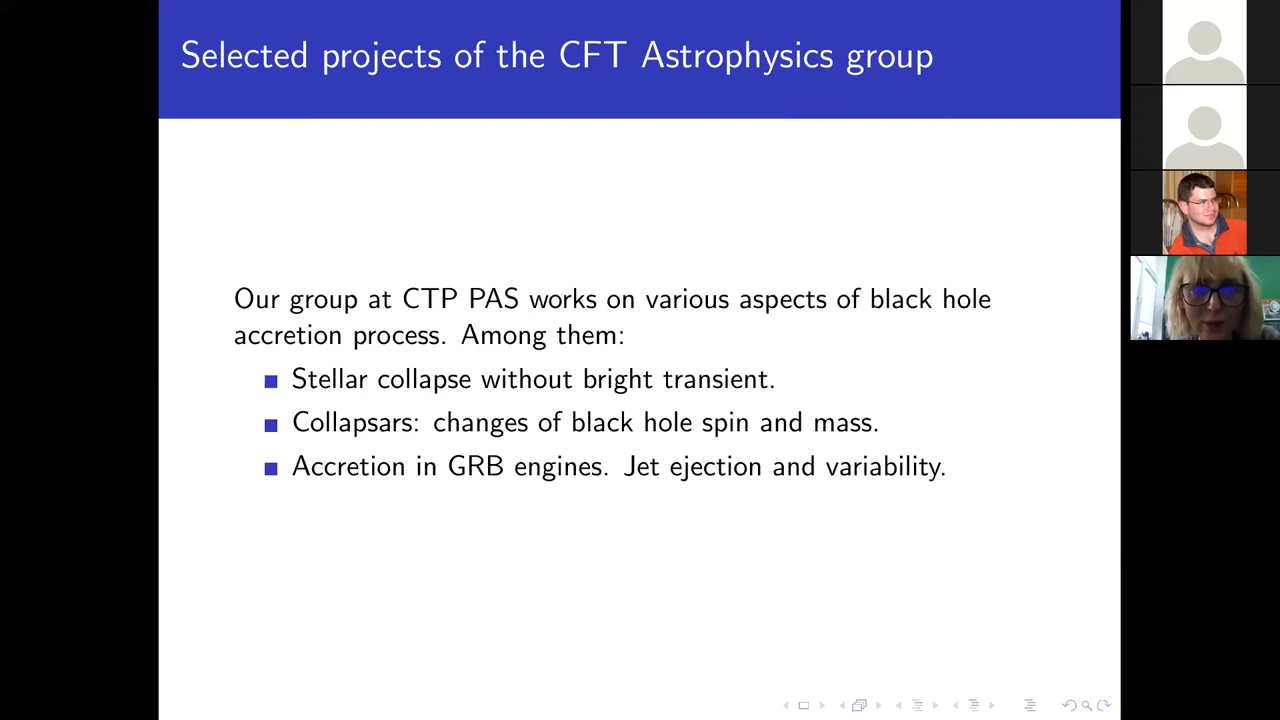 Selected projects of the CFT Astrophysics group
Our group at CTP PAS works on various aspects of black hole
accretion process. Among them:
Stellar collapse without bright transient.
Collapsars: changes of black hole spin and mass.
Accretion in GRB engines. Jet ejection and variability.